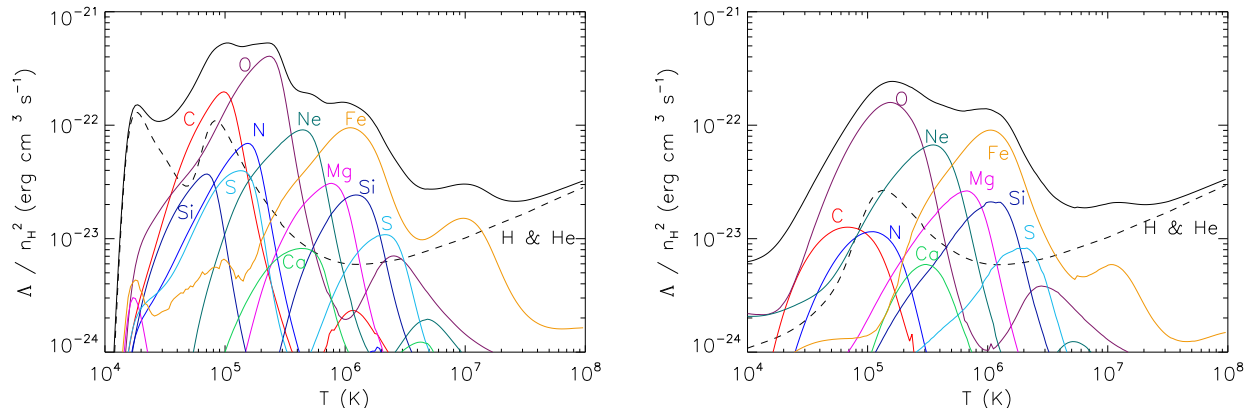 10⁻²¹
10⁻²²
10⁻²³
10⁻²⁴
Λ / n_H² (erg cm³ s⁻¹)
O
C
N
Ne
Fe
Mg
Si
S
Si
S
Ca
H & He
10⁴ 10⁵ 10⁶ 10⁷ 10⁸
T (K)
10⁻²¹
10⁻²²
10⁻²³
10⁻²⁴
Λ / n_H² (erg cm³ s⁻¹)
O
Ne
Fe
Mg
Si
C
N
S
Ca
H & He
10⁴ 10⁵ 10⁶ 10⁷ 10⁸
T (K)